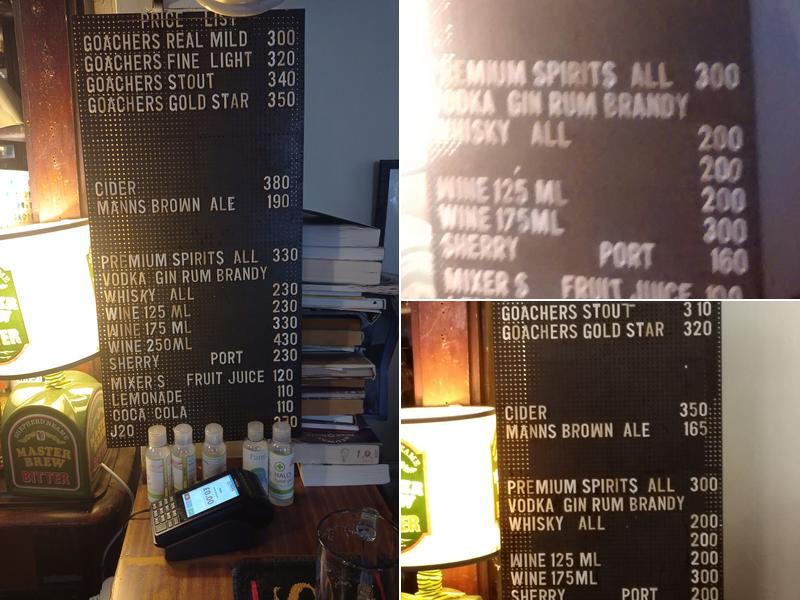 PRICE LIST
GOACHERS REAL MILD 300
GOACHERS FINE LIGHT 320
GOACHERS STOUT 340
GOACHERS GOLD STAR 350
CIDER 380
MANNS BROWN ALE 190
PREMIUM SPIRITS ALL 330
VODKA GIN RUM BRANDY
WHISKY ALL 230
WINE 125 ML 230
WINE 175 ML 330
WINE 250ML 430
SHERRY PORT 230
MIXERS FRUIT JUICE 120
LEMONADE 110
COCA COLA 110
J20
SHEPHERD NEAME
MASTER
BREW
BITTER
£0.00
HALO
EMIUM SPIRITS ALL 300
VODKA GIN RUM BRANDY
WHISKY ALL 200
200
WINE 125 ML 200
WINE 175ML 300
SHERRY PORT 160
MIXERS FRUIT JUICE
GOACHERS STOUT 310
GOACHERS GOLD STAR 320
CIDER 350
MANNS BROWN ALE 165
PREMIUM SPIRITS ALL 300
VODKA GIN RUM BRANDY
WHISKY ALL 200
200
WINE 125 ML 200
WINE 175ML 300
SHERRY PORT 200